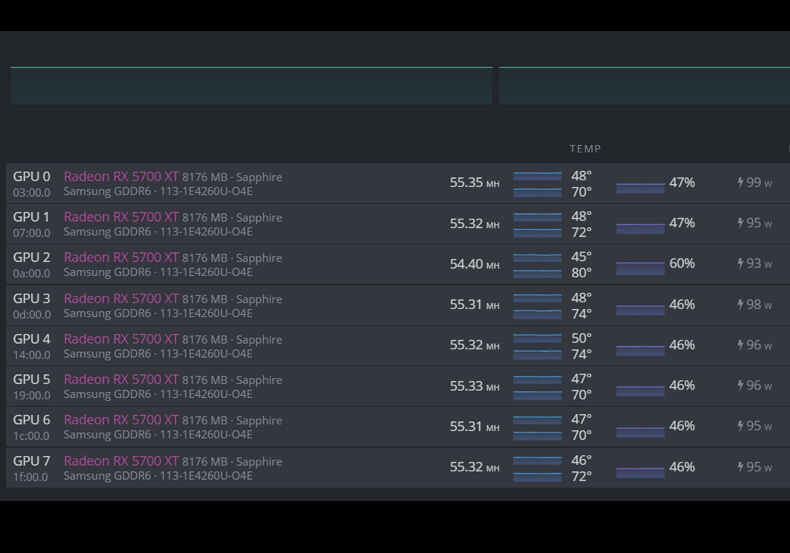 TEMP
GPU 0 Radeon RX 5700 XT 8176 MB · Sapphire 55.35 MH 48° 47% 99 W
03:00.0 Samsung GDDR6 · 113-1E4260U-O4E 70°
GPU 1 Radeon RX 5700 XT 8176 MB · Sapphire 55.32 MH 48° 47% 95 W
07:00.0 Samsung GDDR6 · 113-1E4260U-O4E 72°
GPU 2 Radeon RX 5700 XT 8176 MB · Sapphire 54.40 MH 45° 60% 93 W
0a:00.0 Samsung GDDR6 · 113-1E4260U-O4E 80°
GPU 3 Radeon RX 5700 XT 8176 MB · Sapphire 55.31 MH 48° 46% 98 W
0d:00.0 Samsung GDDR6 · 113-1E4260U-O4E 74°
GPU 4 Radeon RX 5700 XT 8176 MB · Sapphire 55.32 MH 50° 46% 96 W
14:00.0 Samsung GDDR6 · 113-1E4260U-O4E 74°
GPU 5 Radeon RX 5700 XT 8176 MB · Sapphire 55.33 MH 47° 46% 96 W
19:00.0 Samsung GDDR6 · 113-1E4260U-O4E 70°
GPU 6 Radeon RX 5700 XT 8176 MB · Sapphire 55.31 MH 47° 46% 95 W
1c:00.0 Samsung GDDR6 · 113-1E4260U-O4E 70°
GPU 7 Radeon RX 5700 XT 8176 MB · Sapphire 55.32 MH 46° 46% 95 W
1f:00.0 Samsung GDDR6 · 113-1E4260U-O4E 72°